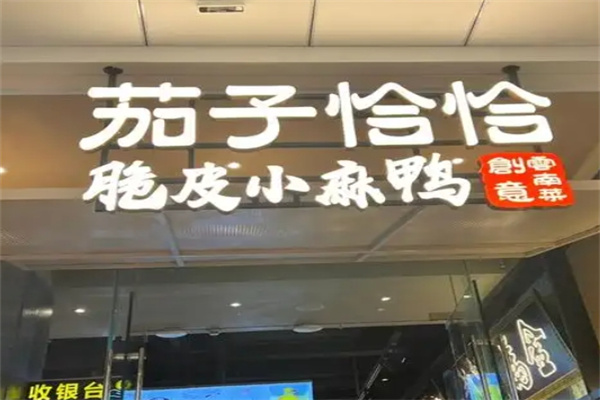 茄子恰恰
脆皮小麻鸭
創意
雲南菜
收银台